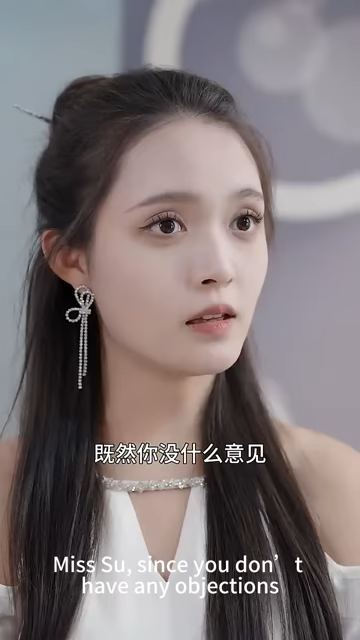 既然你没什么意见
Miss Su, since you don’t
have any objections